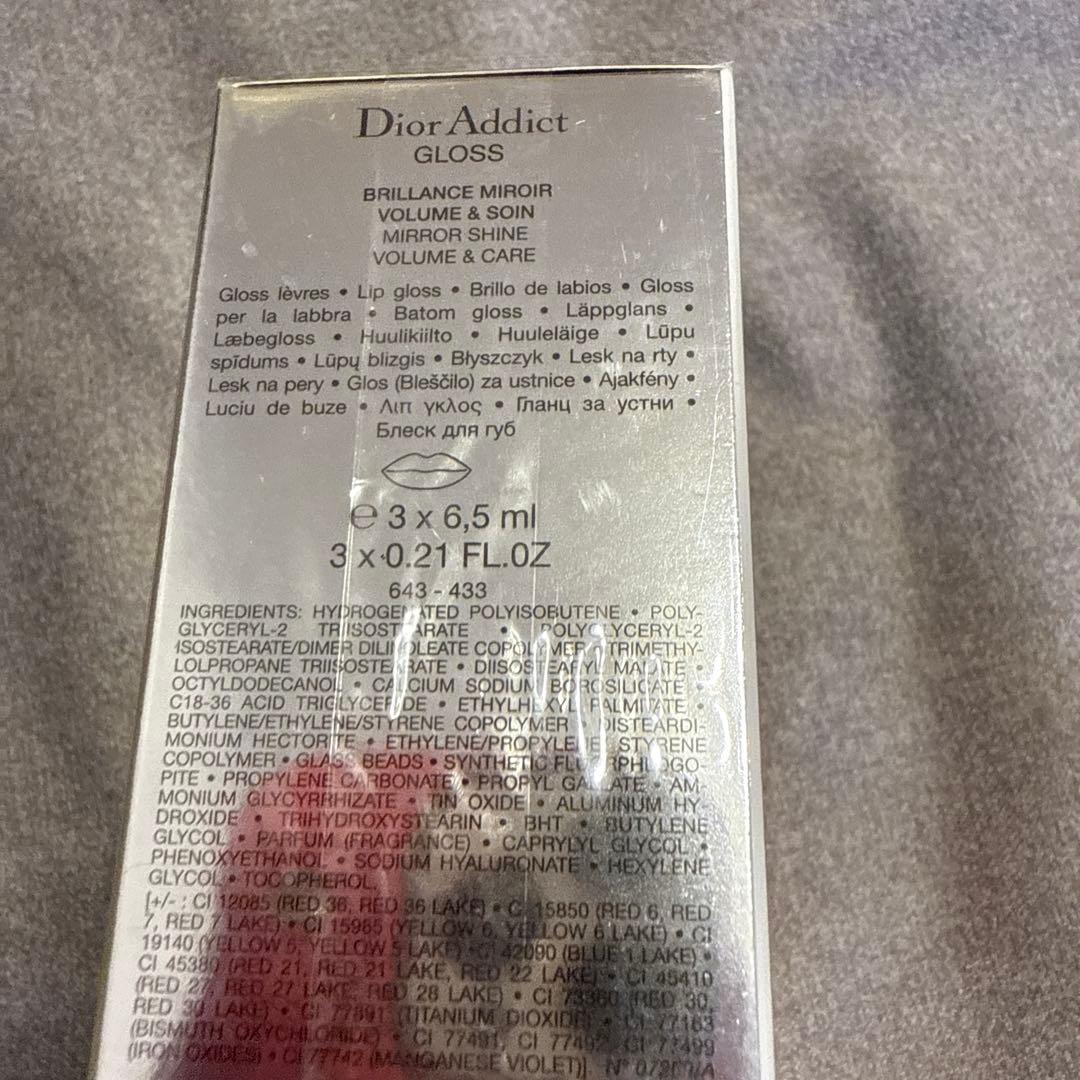 Dior Addict
GLOSS
BRILLANCE MIROIR
VOLUME & SOIN
MIRROR SHINE
VOLUME & CARE
Gloss lèvres • Lip gloss • Brillo de labios • Gloss
per la labbra • Batom gloss • Läppglans •
Læbegloss • Huulikiilto • Huuleläige • Lūpu
spīdums • Lūpų blizgis • Błyszczyk • Lesk na rty •
Lesk na pery • Glos (Bleščilo) za ustnice • Ajakfény •
Luciu de buze • Λιπ γκλος • Гланц за устни •
Блеск для губ
℮ 3 x 6,5 ml
3 x 0.21 FL.OZ
643 - 433
INGREDIENTS: HYDROGENATED POLYISOBUTENE • POLY-
GLYCERYL-2 TRIISOSTEARATE • POLYGLYCERYL-2
ISOSTEARATE/DIMER DILINOLEATE COPOLYMER • TRIMETHY-
LOLPROPANE TRIISOSTEARATE • DIISOSTEARYL MALATE •
OCTYLDODECANOL • CALCIUM SODIUM BOROSILICATE •
C18-36 ACID TRIGLYCERIDE • ETHYLHEXYL PALMITATE •
BUTYLENE/ETHYLENE/STYRENE COPOLYMER • DISTEARDI-
MONIUM HECTORITE • ETHYLENE/PROPYLENE/STYRENE
COPOLYMER • GLASS BEADS • SYNTHETIC FLUORPHLOGO-
PITE • PROPYLENE CARBONATE • PROPYL GALLATE • AM-
MONIUM GLYCYRRHIZATE • TIN OXIDE • ALUMINUM HY-
DROXIDE • TRIHYDROXYSTEARIN • BHT • BUTYLENE
GLYCOL • PARFUM (FRAGRANCE) • CAPRYLYL GLYCOL •
PHENOXYETHANOL • SODIUM HYALURONATE • HEXYLENE
GLYCOL • TOCOPHEROL.
[+/- : CI 12085 (RED 36, RED 36 LAKE) • CI 15850 (RED 6, RED
7, RED 7 LAKE) • CI 15985 (YELLOW 6, YELLOW 6 LAKE) • CI
19140 (YELLOW 5, YELLOW 5 LAKE) • CI 42090 (BLUE 1 LAKE) •
CI 45380 (RED 21, RED 21 LAKE, RED 22 LAKE) • CI 45410
(RED 27, RED 27 LAKE, RED 28 LAKE) • CI 73360 (RED 30,
RED 30 LAKE) • CI 77891 (TITANIUM DIOXIDE) • CI 77163
(BISMUTH OXYCHLORIDE) • CI 77491, CI 77492, CI 77499
(IRON OXIDES) • CI 77742 (MANGANESE VIOLET)]. N°